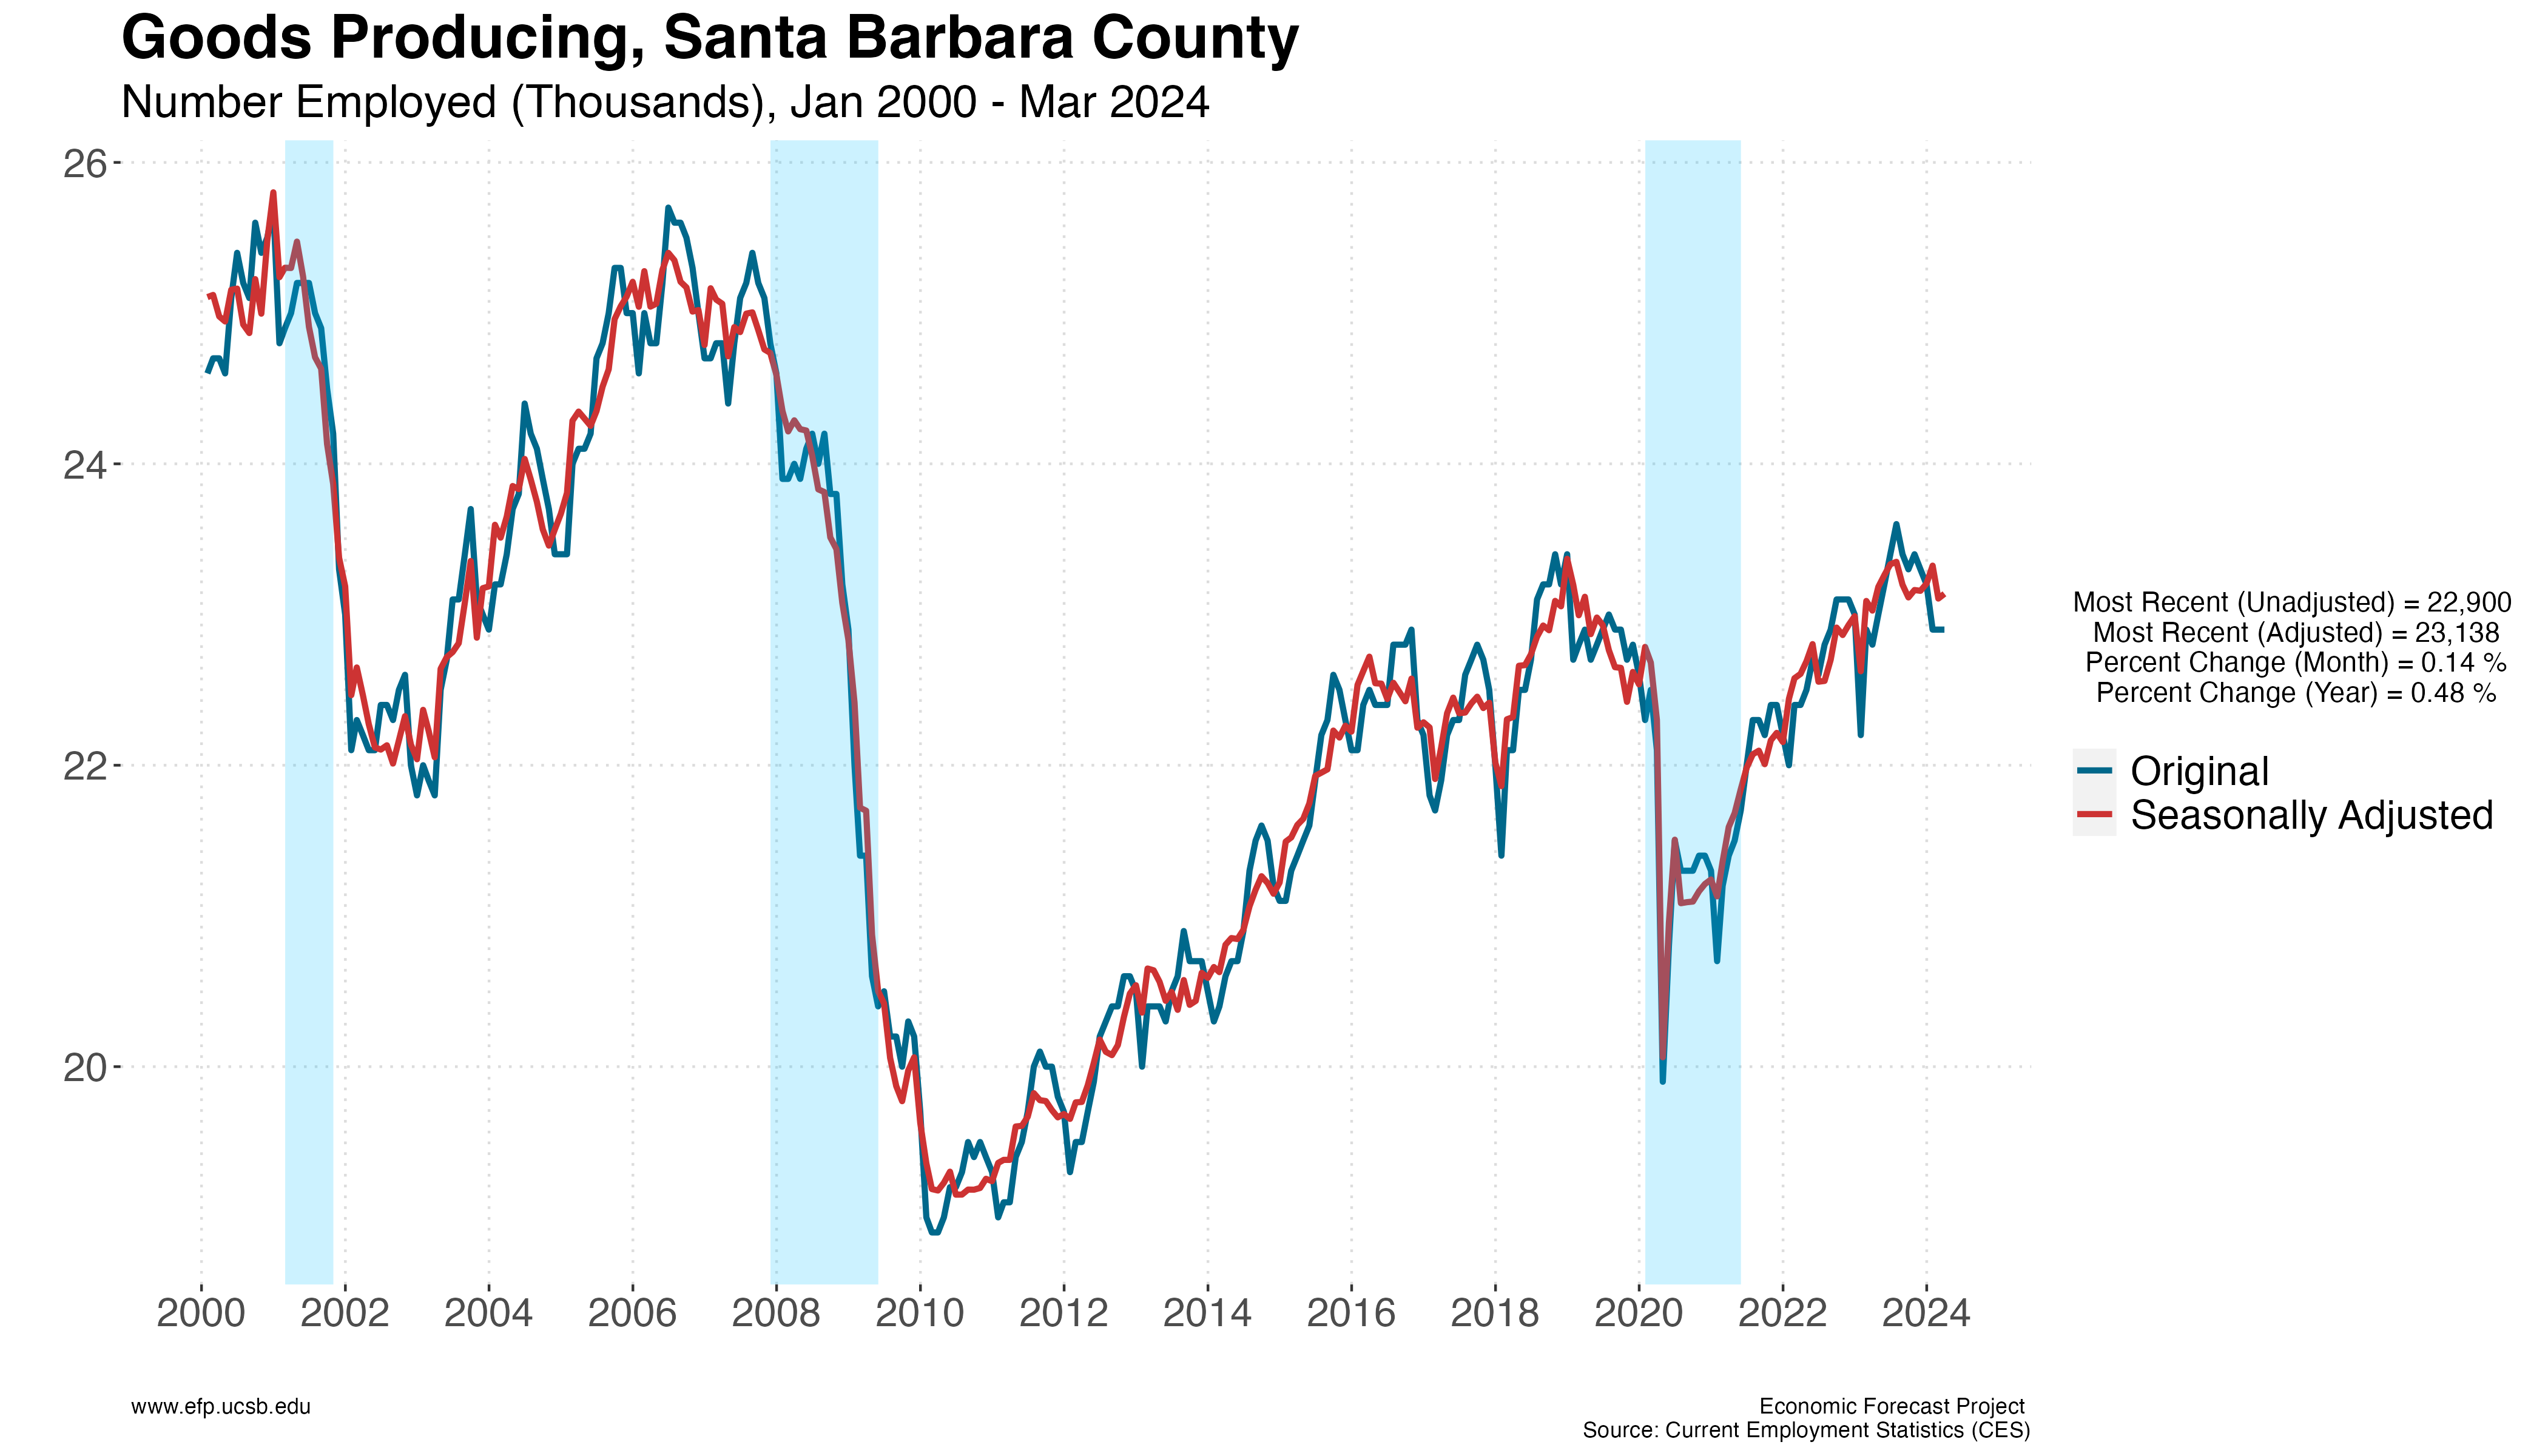 Goods Producing, Santa Barbara County
Number Employed (Thousands), Jan 2000 - Mar 2024
26
24
22
20
2000 2002 2004 2006 2008 2010 2012 2014 2016 2018 2020 2022 2024
Most Recent (Unadjusted) = 22,900
Most Recent (Adjusted) = 23,138
Percent Change (Month) = 0.14 %
Percent Change (Year) = 0.48 %
Original
Seasonally Adjusted
www.efp.ucsb.edu
Economic Forecast Project
Source: Current Employment Statistics (CES)